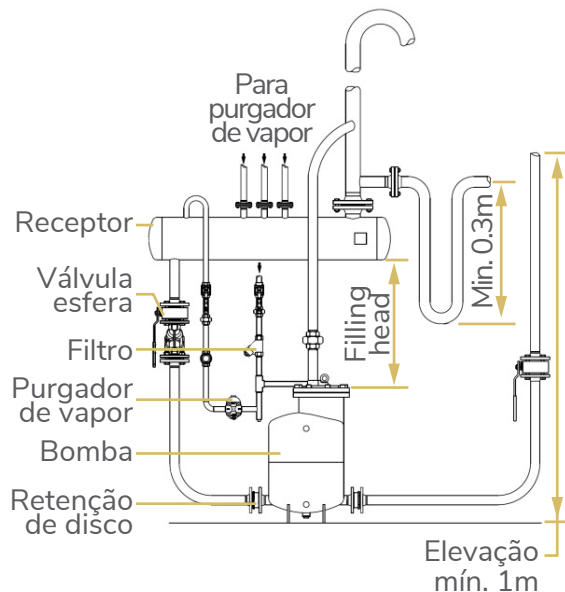 Para
purgador
de vapor
Receptor
Válvula
esfera
Filtro
Purgador
de vapor
Bomba
Retenção
de disco
Filling
head
Min. 0.3m
Elevação
mín. 1m